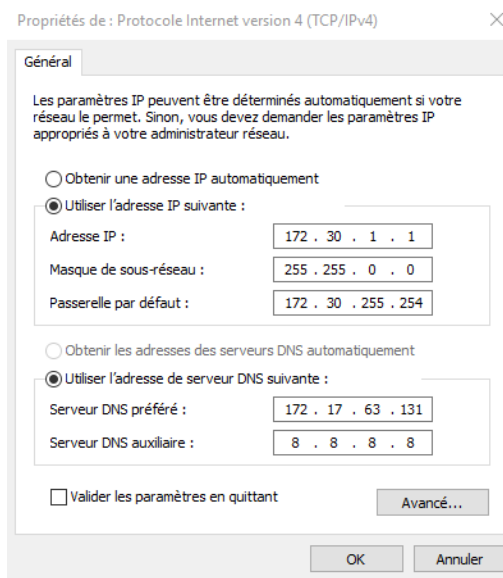 Propriétés de : Protocole Internet version 4 (TCP/IPv4)
Général
Les paramètres IP peuvent être déterminés automatiquement si votre
réseau le permet. Sinon, vous devez demander les paramètres IP
appropriés à votre administrateur réseau.
Obtenir une adresse IP automatiquement
Utiliser l'adresse IP suivante :
Adresse IP : 172 . 30 . 1 . 1
Masque de sous-réseau : 255 . 255 . 0 . 0
Passerelle par défaut : 172 . 30 . 255 . 254
Obtenir les adresses des serveurs DNS automatiquement
Utiliser l'adresse de serveur DNS suivante :
Serveur DNS préféré : 172 . 17 . 63 . 131
Serveur DNS auxiliaire : 8 . 8 . 8 . 8
Valider les paramètres en quittant
Avancé...
OK Annuler